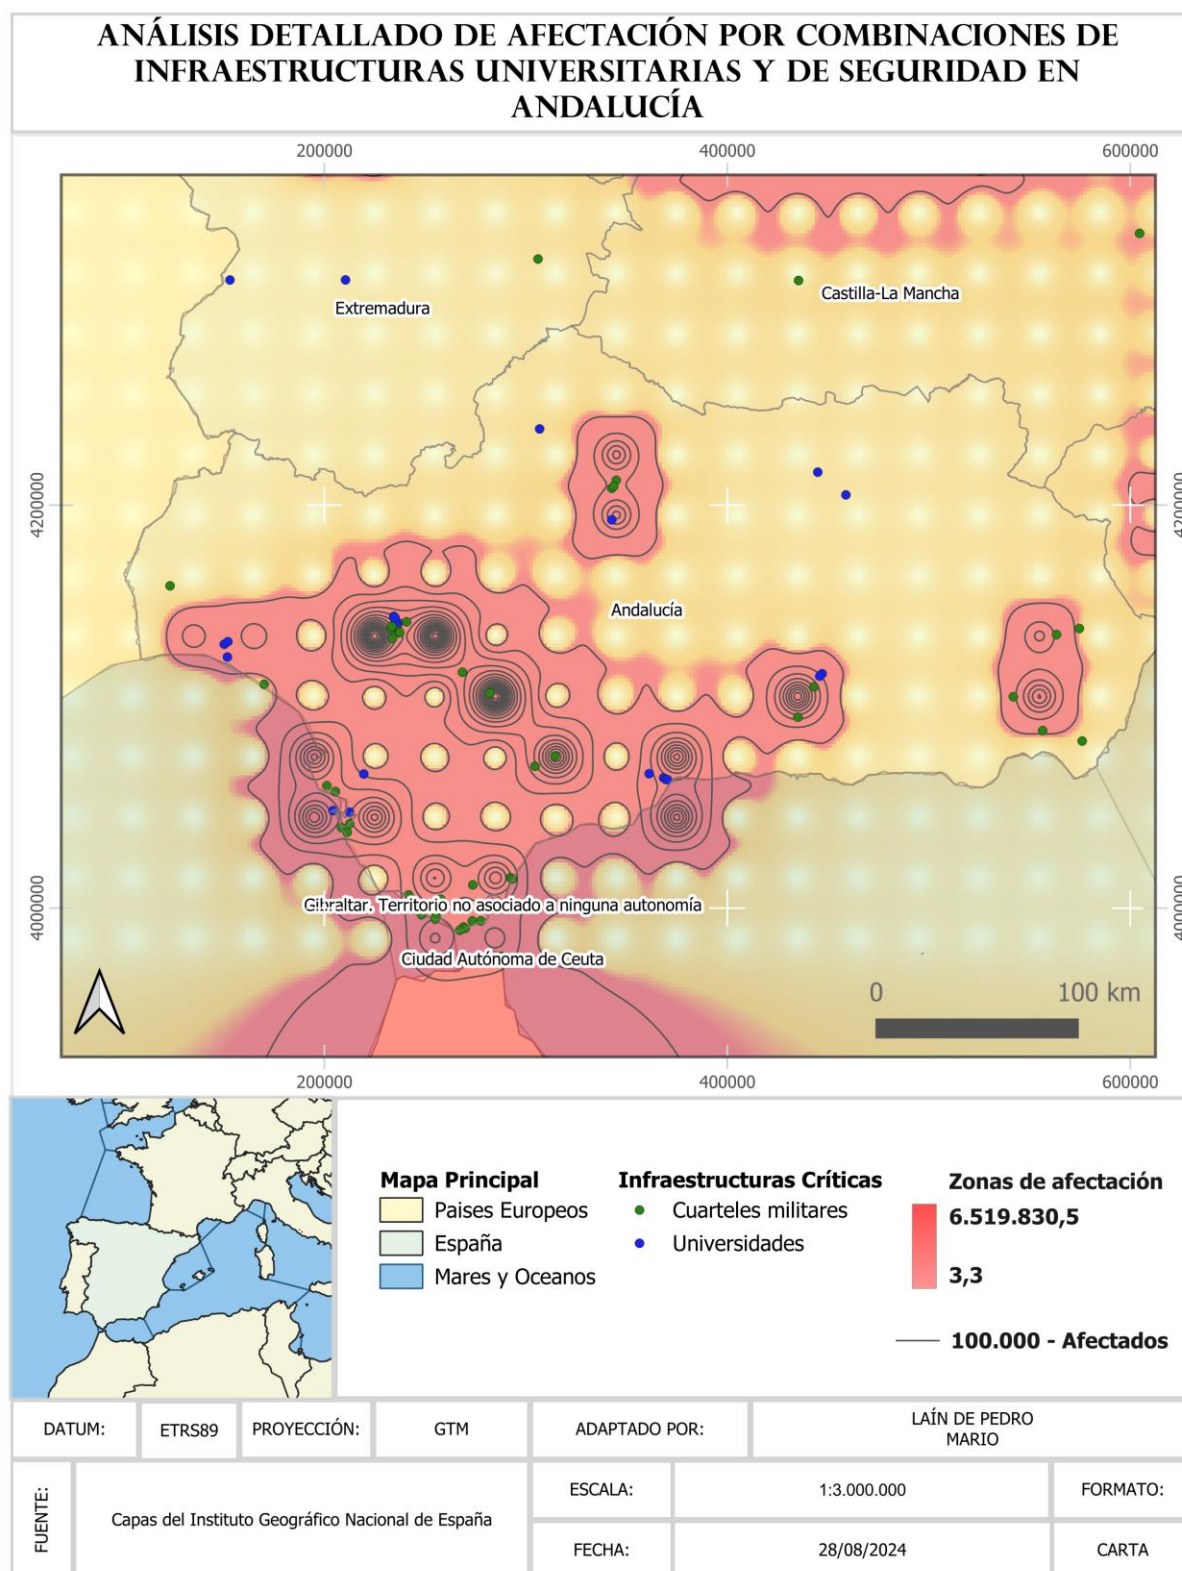 ANÁLISIS DETALLADO DE AFECTACIÓN POR COMBINACIONES DE
INFRAESTRUCTURAS UNIVERSITARIAS Y DE SEGURIDAD EN
ANDALUCÍA
200000
400000
600000
Extremadura
Castilla-La Mancha
4200000
4200000
Andalucía
4000000
4000000
Gibraltar. Territorio no asociado a ninguna autonomía
Ciudad Autónoma de Ceuta
0
100 km
200000
400000
600000
Mapa Principal
Paises Europeos
España
Mares y Oceanos
Infraestructuras Críticas
Cuarteles militares
Universidades
Zonas de afectación
6.519.830,5
3,3
100.000 - Afectados
DATUM:
ETRS89
PROYECCIÓN:
GTM
ADAPTADO POR:
LAÍN DE PEDRO
MARIO
FUENTE:
Capas del Instituto Geográfico Nacional de España
ESCALA:
1:3.000.000
FORMATO:
FECHA:
28/08/2024
CARTA